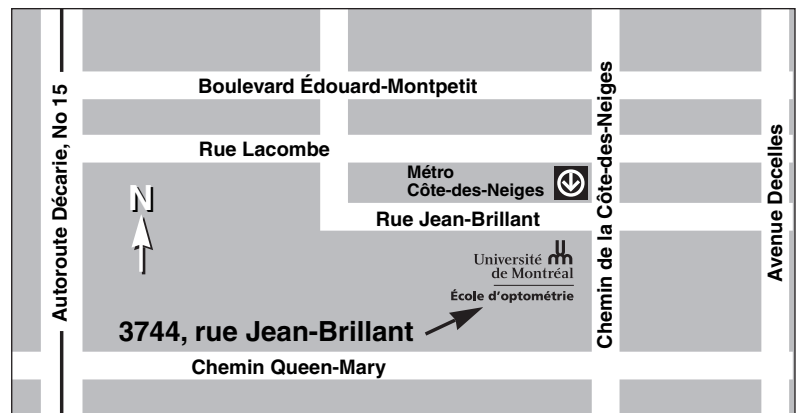 Boulevard Édouard-Montpetit
Autoroute Décarie, No 15
Rue Lacombe
Chemin de la Côte-des-Neiges
Avenue Decelles
Métro
Côte-des-Neiges
N
Rue Jean-Brillant
Université
de Montréal
École d'optométrie
3744, rue Jean-Brillant
Chemin Queen-Mary